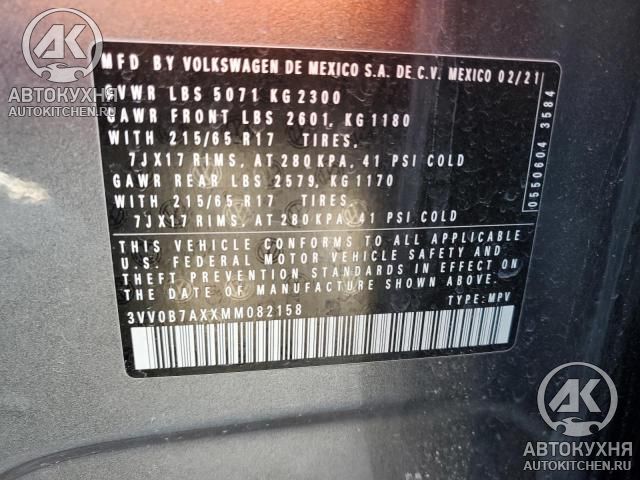 MFD BY VOLKSWAGEN DE MEXICO S.A. DE C.V. MEXICO 02/21
GVWR LBS 5071 KG 2300
GAWR FRONT LBS 2601, KG 1180
WITH 215/65 R17 TIRES,
7JX17 RIMS, AT 280 KPA, 41 PSI COLD
GAWR REAR LBS 2579, KG 1170
WITH 215/65 R17 TIRES,
7JX17 RIMS, AT 280 KPA, 41 PSI COLD
THIS VEHICLE CONFORMS TO ALL APPLICABLE
U.S. FEDERAL MOTOR VEHICLE SAFETY AND
THEFT PREVENTION STANDARDS IN EFFECT ON
THE DATE OF MANUFACTURE SHOWN ABOVE.
3VV0B7AXXMM082158 TYPE: MPV
0550604 3584
АК
АВТОКУХНЯ
AUTOKITCHEN.RU
АК
АВТОКУХНЯ
AUTOKITCHEN.RU